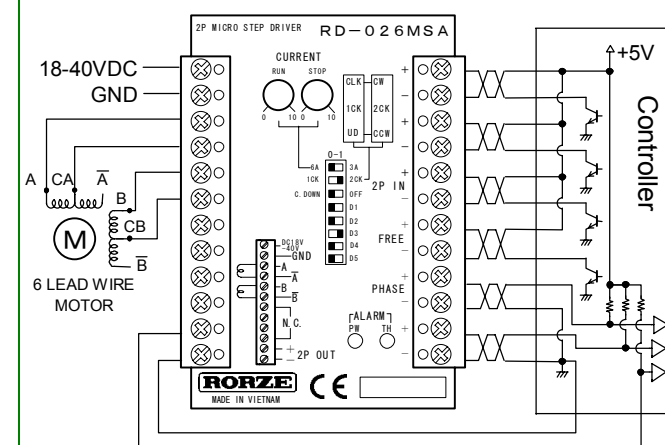 2P MICRO STEP DRIVER
RD-026MSA
18-40VDC
GND
A
CA
A̅
B
CB
B̅
M
6 LEAD WIRE
MOTOR
CURRENT
RUN
STOP
0
10
0
10
CLK
CW
1CK
2CK
UD
CCW
0-1
6A
3A
1CK
2CK
C.DOWN
OFF
D1
D2
D3
D4
D5
DC18V
-40V
GND
A
A̅
B
B̅
N.C.
+
-
2P OUT
ALARM
PW
TH
+
-
+
-
2P IN
+
-
+
FREE
-
+
PHASE
-
+
-
RORZE
MADE IN VIETNAM
CE
+5V
Controller